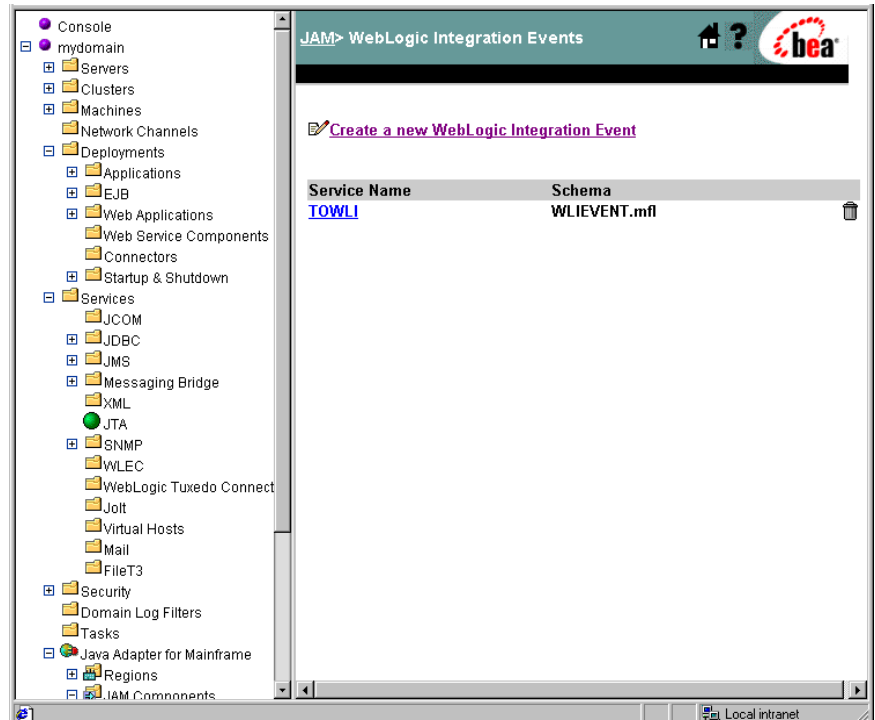 Console
mydomain
Servers
Clusters
Machines
Network Channels
Deployments
Applications
EJB
Web Applications
Web Service Components
Connectors
Startup & Shutdown
Services
JCOM
JDBC
JMS
Messaging Bridge
XML
JTA
SNMP
WLEC
WebLogic Tuxedo Connect
Jolt
Virtual Hosts
Mail
FileT3
Security
Domain Log Filters
Tasks
Java Adapter for Mainframe
Regions
JAM Components
JAM> WebLogic Integration Events
?
bea
Create a new WebLogic Integration Event
Service Name Schema
TOWLI WLIEVENT.mfl
Local intranet